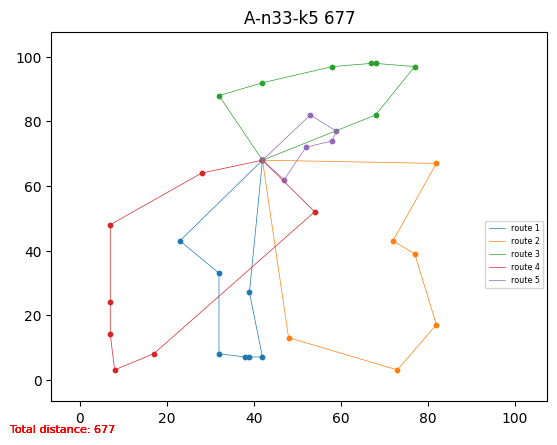 A-n33-k5 677
100
80
60
40
20
0
0 20 40 60 80 100
route 1
route 2
route 3
route 4
route 5
Total distance: 677